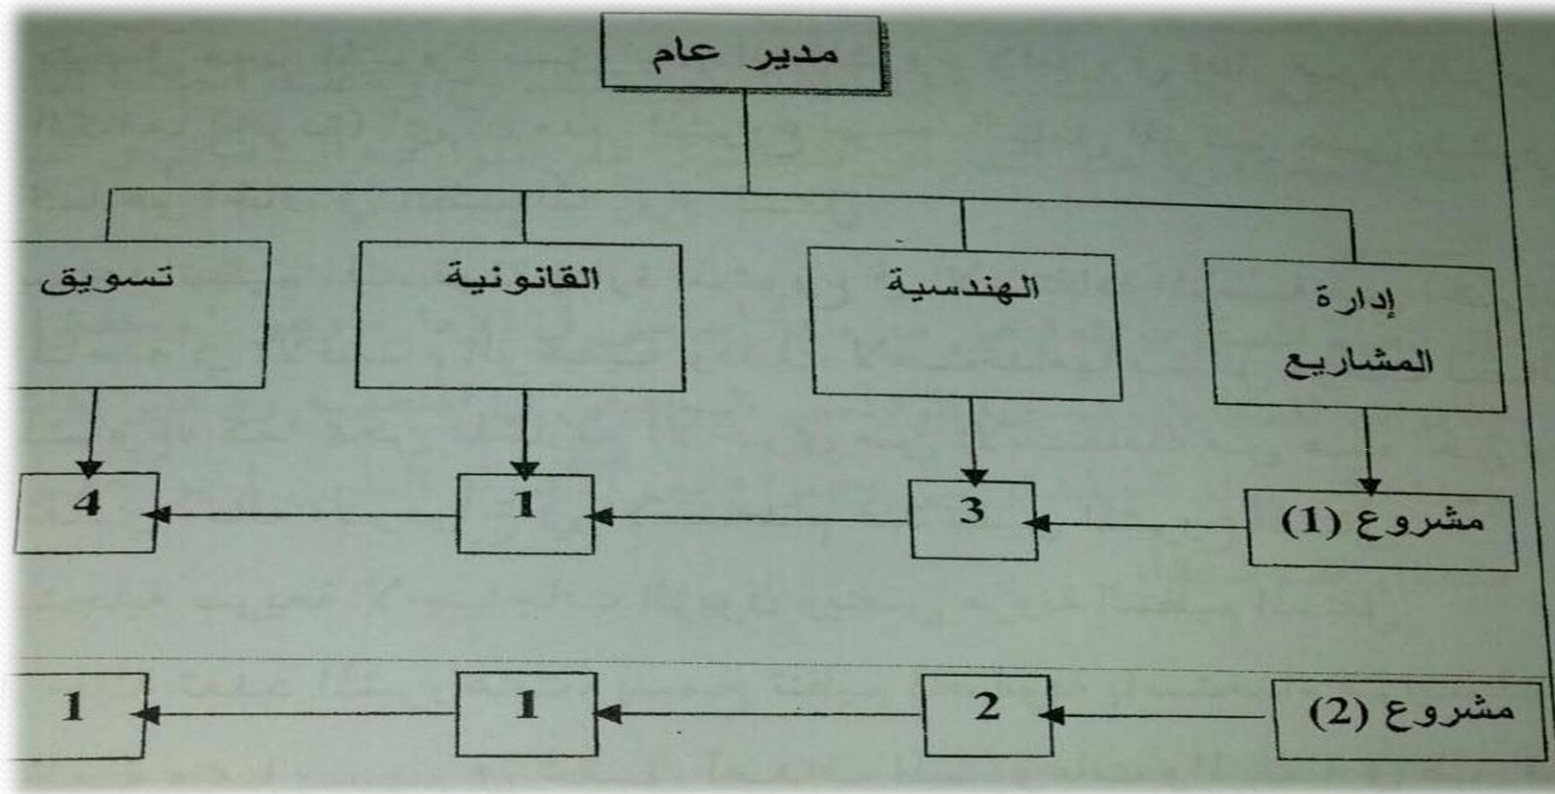 مدير عام
إدارة
المشاريع
الهندسية
القانونية
تسويق
مشروع (1)
3
1
4
مشروع (2)
2
1
1